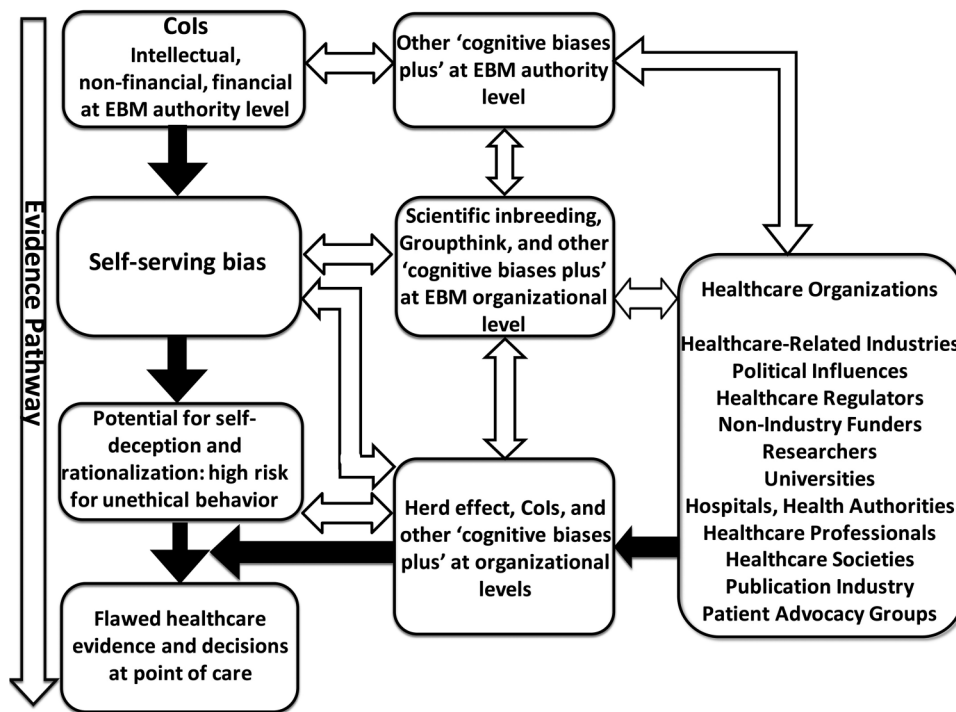 Evidence Pathway
CoIs
Intellectual,
non-financial, financial
at EBM authority level
Other ‘cognitive biases
plus’ at EBM authority
level
Self-serving bias
Scientific inbreeding,
Groupthink, and other
‘cognitive biases plus’
at EBM organizational
level
Healthcare Organizations
Healthcare-Related Industries
Political Influences
Healthcare Regulators
Non-Industry Funders
Researchers
Universities
Hospitals, Health Authorities
Healthcare Professionals
Healthcare Societies
Publication Industry
Patient Advocacy Groups
Potential for self-
deception and
rationalization: high risk
for unethical behavior
Herd effect, CoIs, and
other ‘cognitive biases
plus’ at organizational
levels
Flawed healthcare
evidence and decisions
at point of care